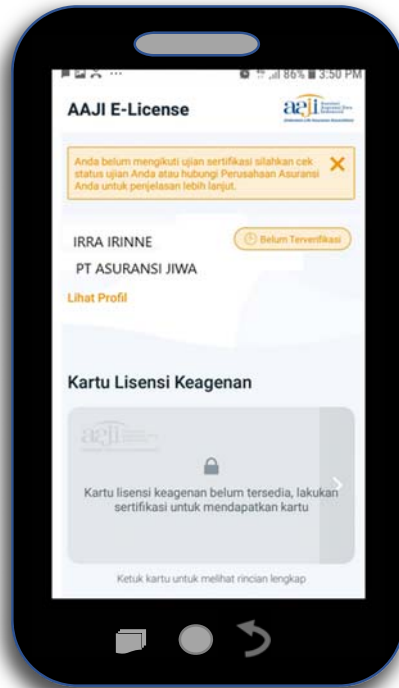 86% 3:50 PM
AAJI E-License
aaji
Anda belum mengikuti ujian sertifikasi silahkan cek
status ujian Anda atau hubungi Perusahaan Asuransi
Anda untuk penjelasan lebih lanjut.
IRRA IRINNE
Belum Terverifikasi
PT ASURANSI JIWA
Lihat Profil
Kartu Lisensi Keagenan
aaji
Kartu lisensi keagenan belum tersedia, lakukan
sertifikasi untuk mendapatkan kartu
Ketuk kartu untuk melihat rincian lengkap